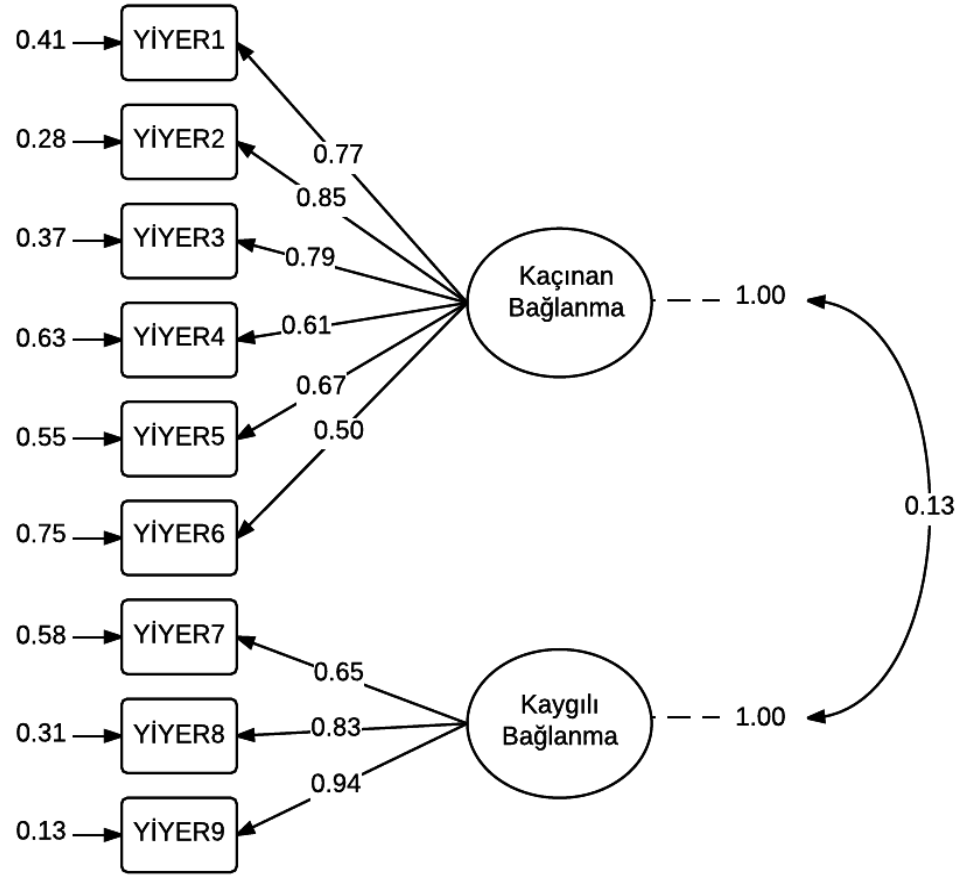 0.41
YİYER1
0.28
YİYER2
0.37
YİYER3
0.63
YİYER4
0.55
YİYER5
0.75
YİYER6
0.58
YİYER7
0.31
YİYER8
0.13
YİYER9
0.77
0.85
0.79
0.61
0.67
0.50
0.65
0.83
0.94
Kaçınan
Bağlanma
1.00
Kaygılı
Bağlanma
1.00
0.13